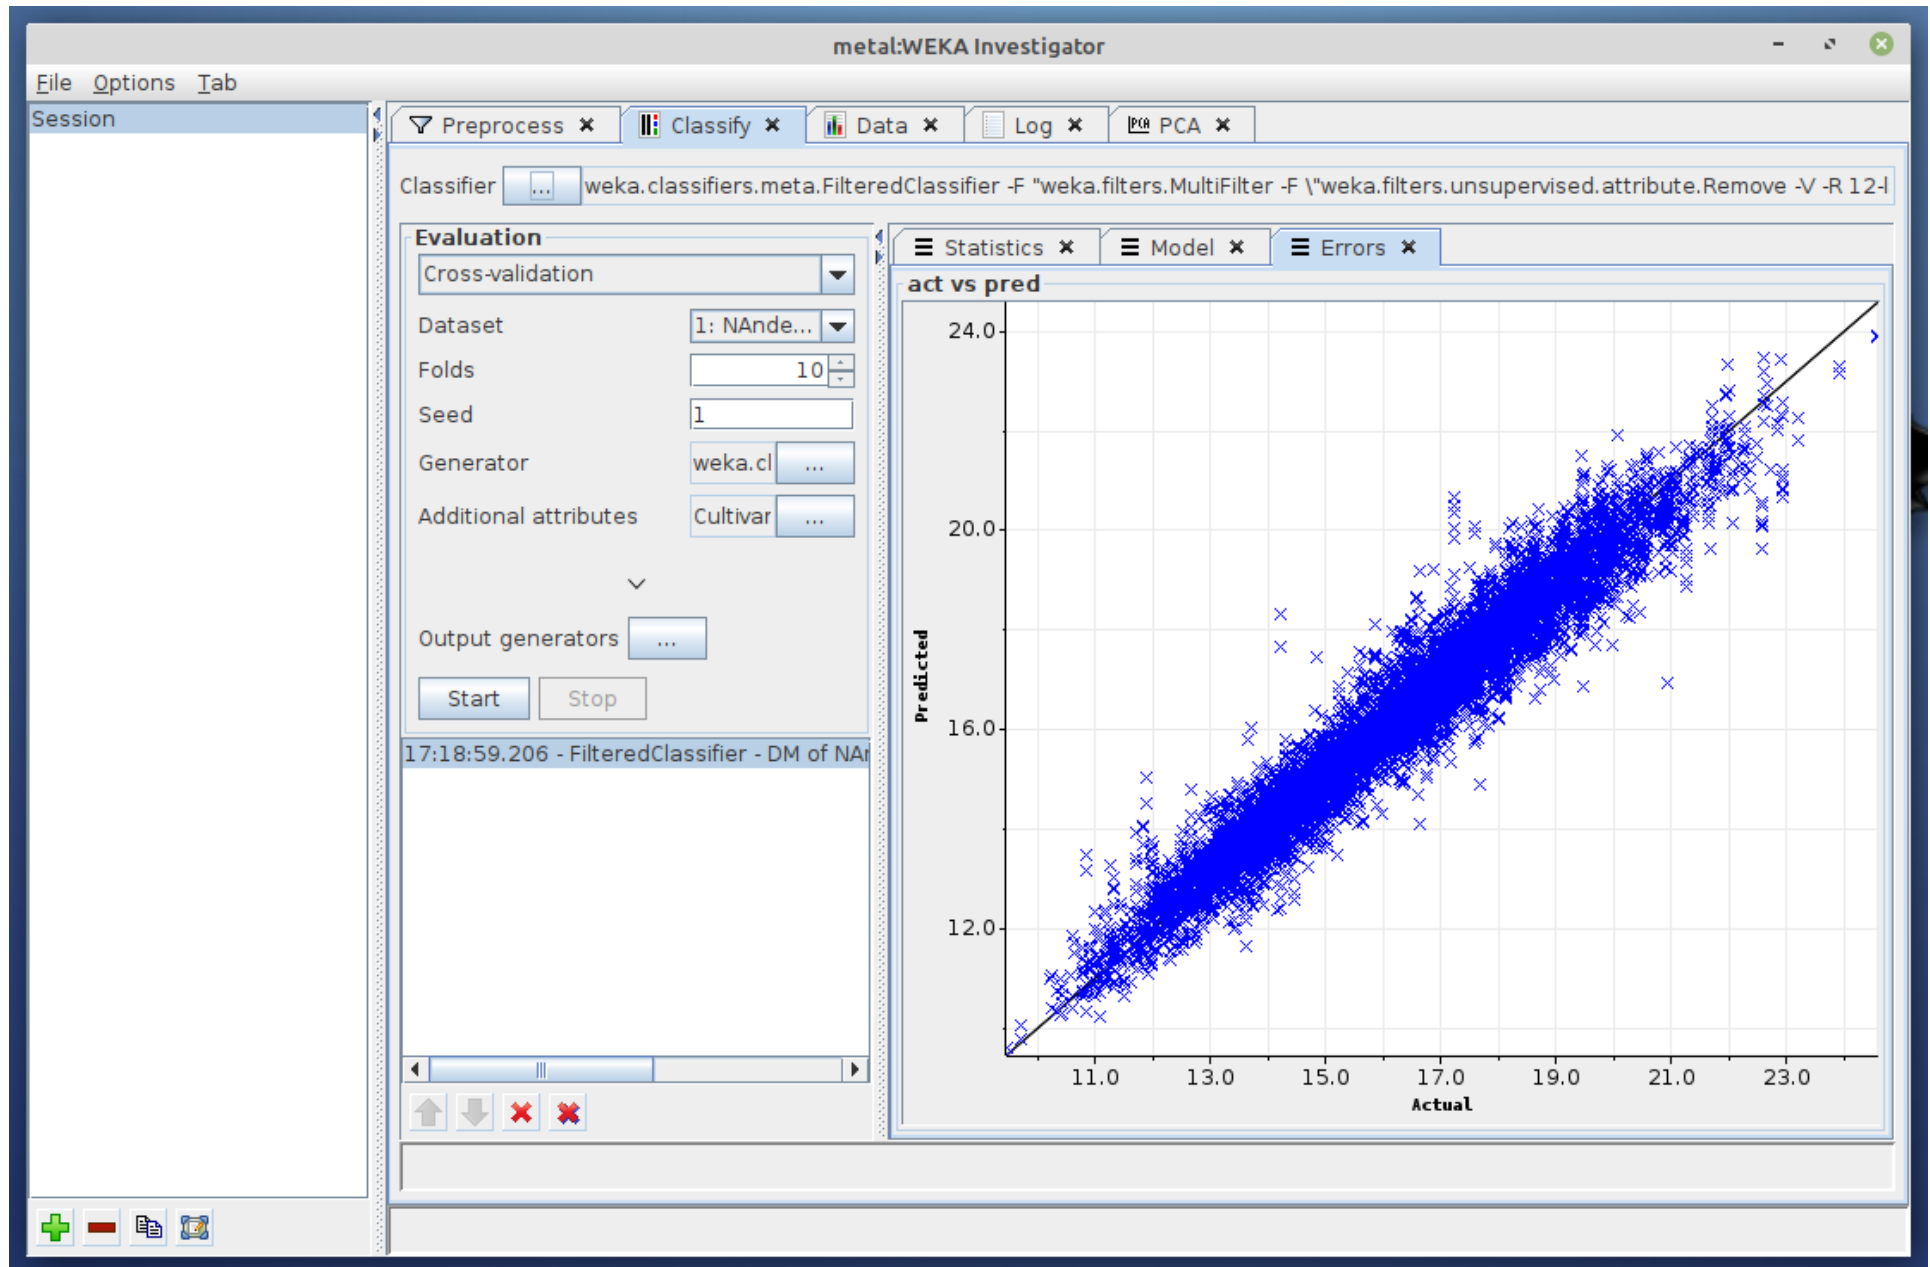 metal:WEKA Investigator
File Options Tab
Session
Preprocess Classify Data Log PCA PCA
Classifier ... weka.classifiers.meta.FilteredClassifier -F "weka.filters.MultiFilter -F \"weka.filters.unsupervised.attribute.Remove -V -R 12-l
Evaluation
Cross-validation
Dataset 1: NAnde...
Folds 10
Seed 1
Generator weka.cl ...
Additional attributes Cultivar ...
Output generators ...
Start Stop
17:18:59.206 - FilteredClassifier - DM of NAr
Statistics Model Errors
act vs pred
24.0
20.0
16.0
12.0
Predicted
11.0 13.0 15.0 17.0 19.0 21.0 23.0
Actual